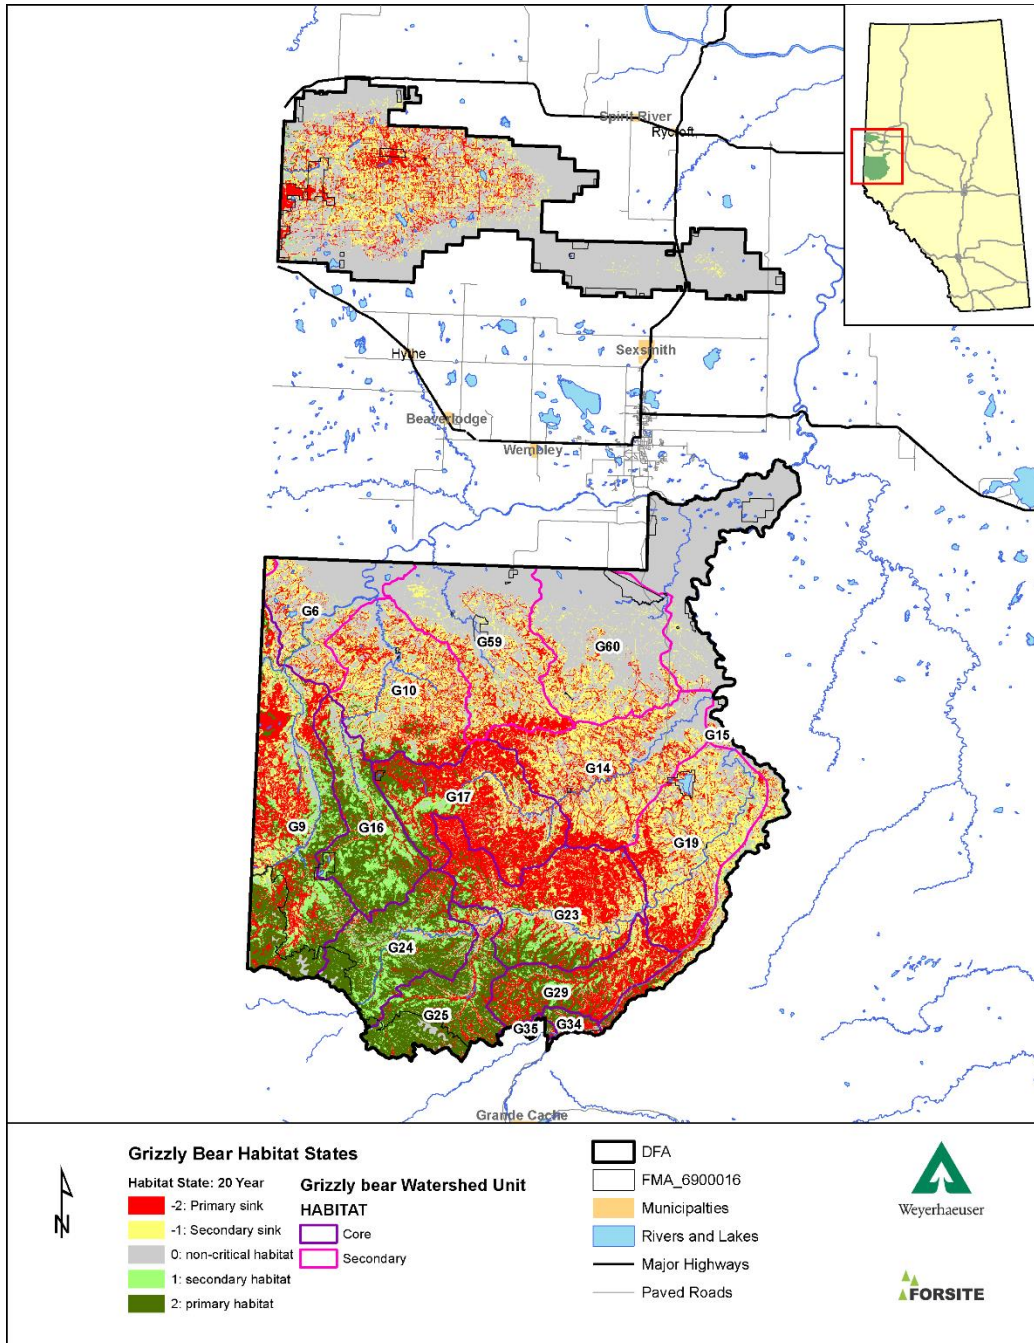 Spirit River
Rycroft
Hythe
Sexsmith
Beaverlodge
Wembley
G6
G59
G60
G10
G15
G14
G17
G9
G16
G19
G23
G24
G29
G25
G35
G34
Grande Cache
N
Grizzly Bear Habitat States
Habitat State: 20 Year
-2: Primary sink
-1: Secondary sink
0: non-critical habitat
1: secondary habitat
2: primary habitat
Grizzly bear Watershed Unit
HABITAT
Core
Secondary
DFA
FMA_6900016
Municipalties
Rivers and Lakes
Major Highways
Paved Roads
Weyerhaeuser
FORSITE